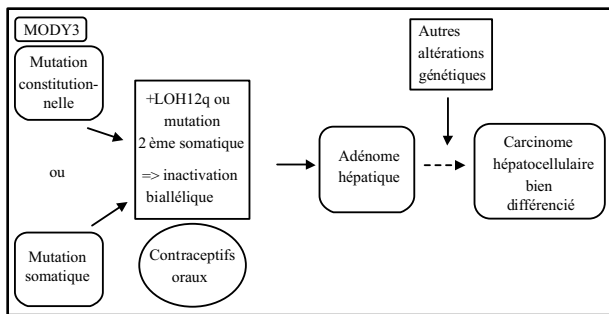 MODY3
Mutation
constitution-
nelle
ou
Mutation
somatique
+LOH12q ou
mutation
2 ème somatique
=> inactivation
biallélique
Contraceptifs
oraux
Adénome
hépatique
Autres
altérations
génétiques
Carcinome
hépatocellulaire
bien
différencié